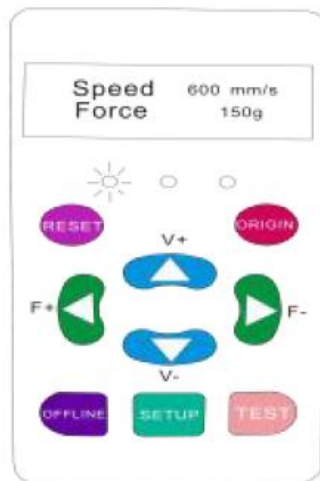 Speed 600 mm/s
Force 150g
RESET
ORIGIN
V+
F+
F-
V-
OFFLINE
SETUP
TEST